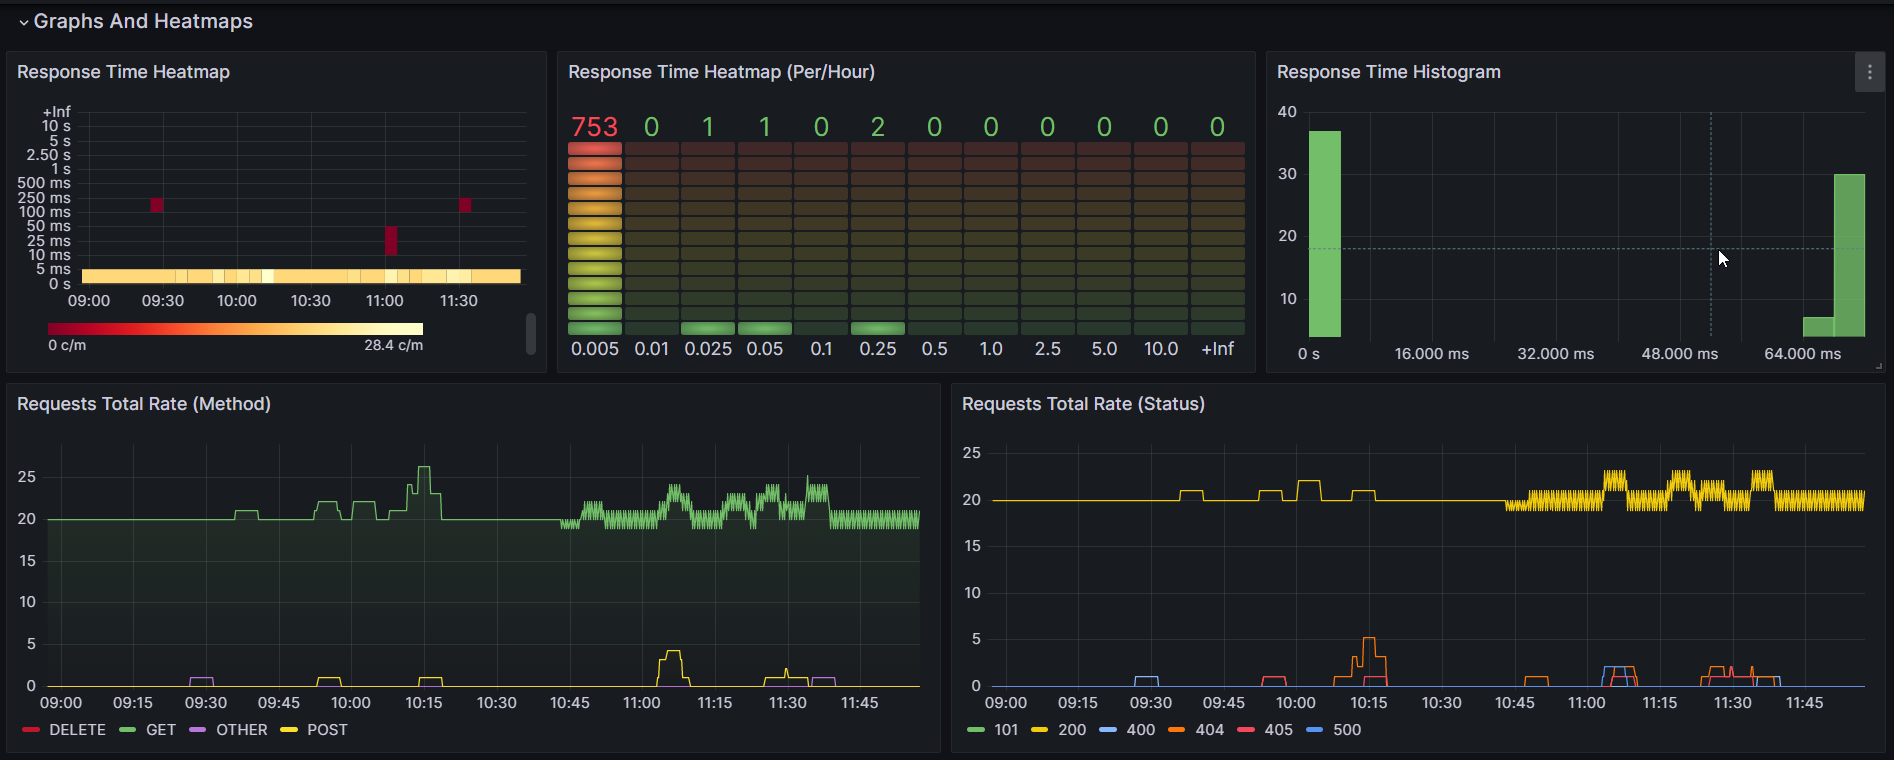 Graphs And Heatmaps
Response Time Heatmap
+Inf
10 s
5 s
2.50 s
1 s
500 ms
250 ms
100 ms
50 ms
25 ms
10 ms
5 ms
0 s
09:00 09:30 10:00 10:30 11:00 11:30
0 c/m 28.4 c/m
Response Time Heatmap (Per/Hour)
753 0 1 1 0 2 0 0 0 0 0 0
0.005 0.01 0.025 0.05 0.1 0.25 0.5 1.0 2.5 5.0 10.0 +Inf
Response Time Histogram
40
30
20
10
0 s 16.000 ms 32.000 ms 48.000 ms 64.000 ms
Requests Total Rate (Method)
25
20
15
10
5
0
09:00 09:15 09:30 09:45 10:00 10:15 10:30 10:45 11:00 11:15 11:30 11:45
DELETE GET OTHER POST
Requests Total Rate (Status)
25
20
15
10
5
0
09:00 09:15 09:30 09:45 10:00 10:15 10:30 10:45 11:00 11:15 11:30 11:45
101 200 400 404 405 500